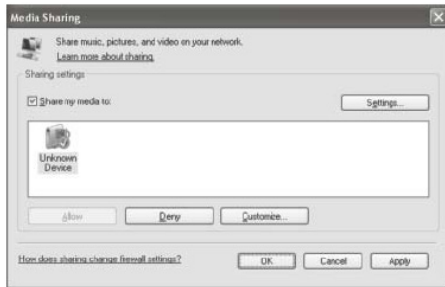 Media Sharing
Share music, pictures, and video on your network.
Learn more about sharing.
Sharing settings
Share my media to:
Settings...
Unknown
Device
Allow
Deny
Customize...
How does sharing change firewall settings?
OK
Cancel
Apply